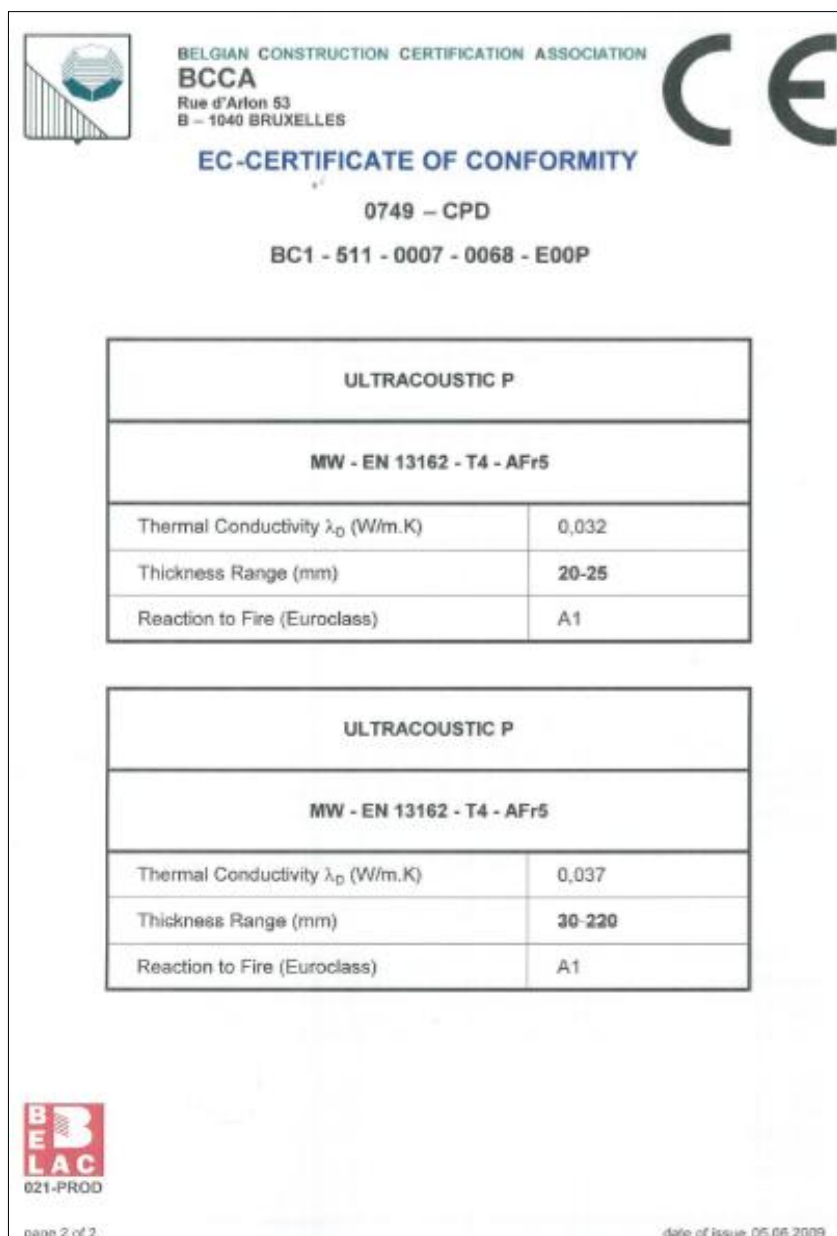 BELGIAN CONSTRUCTION CERTIFICATION ASSOCIATION
BCCA
Rue d'Arlon 53
B – 1040 BRUXELLES
CE
EC-CERTIFICATE OF CONFORMITY
0749 – CPD
BC1 - 511 - 0007 - 0068 - E00P
ULTRACOUSTIC P
MW - EN 13162 - T4 - AFr5
Thermal Conductivity λD (W/m.K) 0,032
Thickness Range (mm) 20-25
Reaction to Fire (Euroclass) A1
ULTRACOUSTIC P
MW - EN 13162 - T4 - AFr5
Thermal Conductivity λD (W/m.K) 0,037
Thickness Range (mm) 30-220
Reaction to Fire (Euroclass) A1
B
E
LAC
021-PROD
page 2 of 2
date of issue 05.06.2009